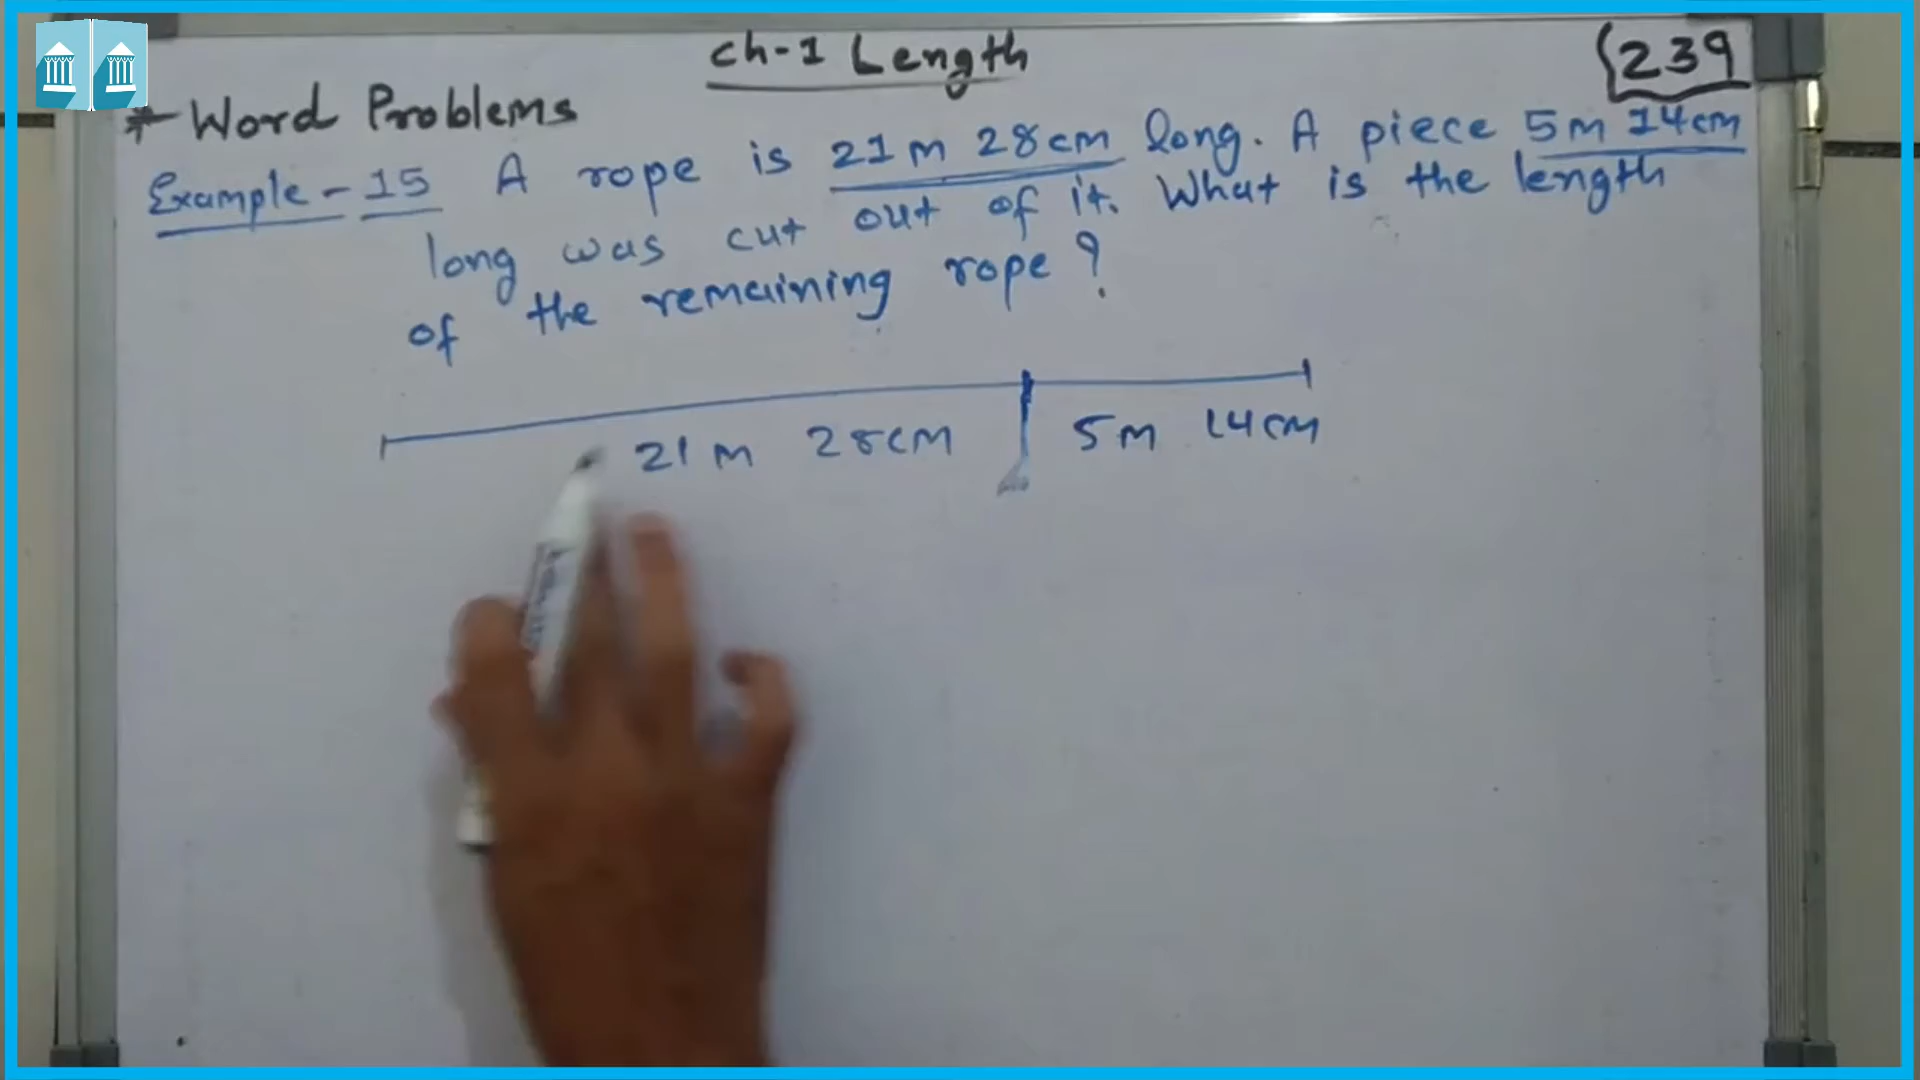 ch-1 Length
239
* Word Problems
Example-15 A rope is 21m 28cm long. A piece 5m 14cm
long was cut out of it. What is the length
of the remaining rope?
21 m 28cm 5m 14cm